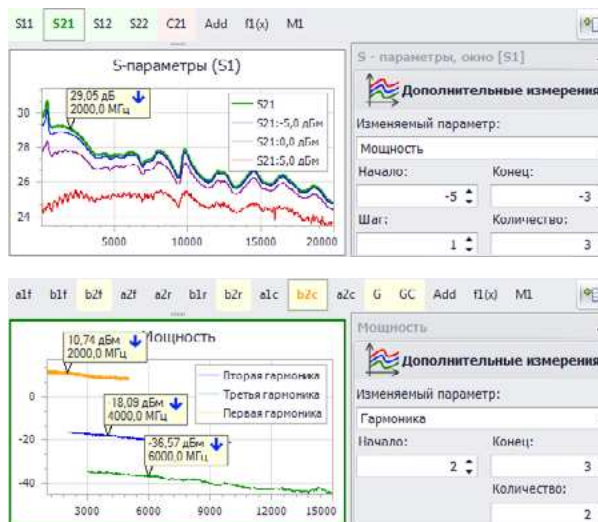 S11 S21 S12 S22 C21 Add f1(x) M1
S-параметры (S1)
29,05 дБ
2000,0 МГц
S21
S21:-5,0 дБм
S21:0,0 дБм
S21:5,0 дБм
30
28
26
24
5000 10000 15000 20000
S - параметры, окно [S1]
Дополнительные измерения
Изменяемый параметр:
Мощность
Начало: Конец:
-5 -3
Шаг: Количество:
1 3
a1f b1f b2f a2f a2r b1r b2r a1c b2c a2c G GC Add f1(x) M1
Мощность
10,74 дБм
2000,0 МГц
-18,09 дБм
4000,0 МГц
-36,57 дБм
6000,0 МГц
Вторая гармоника
Третья гармоника
Первая гармоника
0
-20
-40
3000 6000 9000 12000 15000
Мощность
Дополнительные измерения
Изменяемый параметр:
Гармоника
Начало: Конец:
2 3
Количество:
2